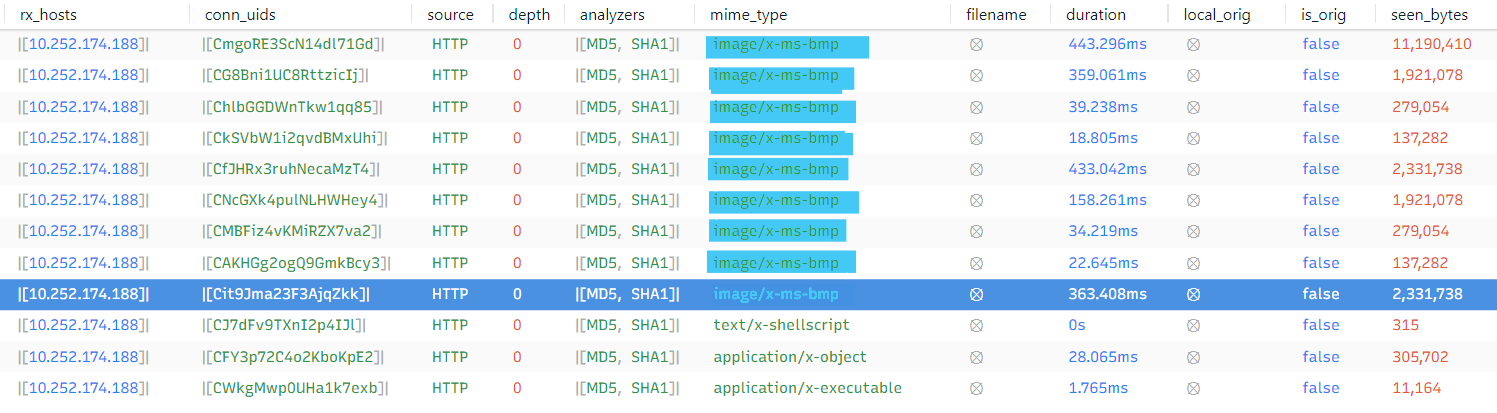 rx_hosts conn_uids source depth analyzers mime_type filename duration local_orig is_orig seen_bytes
|[10.252.174.188]| |[CmgoRE3ScN14dl71Gd]| HTTP 0 |[MD5, SHA1]| image/x-ms-bmp ⊗ 443.296ms ⊗ false 11,190,410
|[10.252.174.188]| |[CG8Bni1UC8RttzicIj]| HTTP 0 |[MD5, SHA1]| image/x-ms-bmp ⊗ 359.061ms ⊗ false 1,921,078
|[10.252.174.188]| |[ChlbGGDWnTkw1qq85]| HTTP 0 |[MD5, SHA1]| image/x-ms-bmp ⊗ 39.238ms ⊗ false 279,054
|[10.252.174.188]| |[CkSVbW1i2qvdBMxUhi]| HTTP 0 |[MD5, SHA1]| image/x-ms-bmp ⊗ 18.805ms ⊗ false 137,282
|[10.252.174.188]| |[CfJHRx3ruhNecaMzT4]| HTTP 0 |[MD5, SHA1]| image/x-ms-bmp ⊗ 433.042ms ⊗ false 2,331,738
|[10.252.174.188]| |[CNcGXk4pulNLHWHey4]| HTTP 0 |[MD5, SHA1]| image/x-ms-bmp ⊗ 158.261ms ⊗ false 1,921,078
|[10.252.174.188]| |[CMBFiz4vKMiRZX7va2]| HTTP 0 |[MD5, SHA1]| image/x-ms-bmp ⊗ 34.219ms ⊗ false 279,054
|[10.252.174.188]| |[CAKHGg2ogQ9GmkBcy3]| HTTP 0 |[MD5, SHA1]| image/x-ms-bmp ⊗ 22.645ms ⊗ false 137,282
|[10.252.174.188]| |[Cit9Jma23F3AjqZkk]| HTTP 0 |[MD5, SHA1]| image/x-ms-bmp ⊗ 363.408ms ⊗ false 2,331,738
|[10.252.174.188]| |[CJ7dFv9TXnI2p4IJl]| HTTP 0 |[MD5, SHA1]| text/x-shellscript ⊗ 0s ⊗ false 315
|[10.252.174.188]| |[CFY3p72C4o2KboKpE2]| HTTP 0 |[MD5, SHA1]| application/x-object ⊗ 28.065ms ⊗ false 305,702
|[10.252.174.188]| |[CWkgMwp0UHa1k7exb]| HTTP 0 |[MD5, SHA1]| application/x-executable ⊗ 1.765ms ⊗ false 11,164